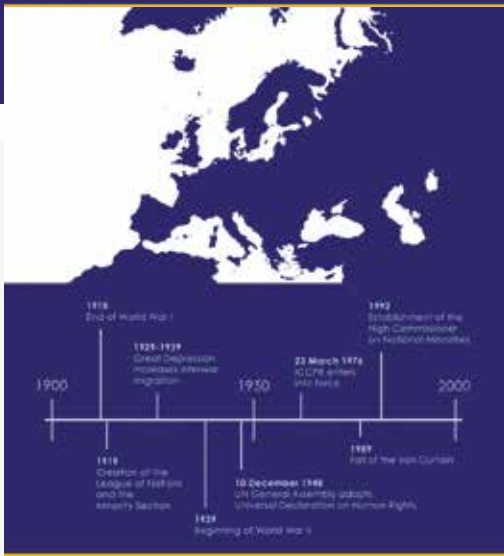 1918
End of World War I
1992
Establishment of the
High Commissioner
on National Minorities
1929-1939
Great Depression
increases
migration
23 March 1976
ICCPR enters
into force
1900
1950
2000
1919
Creation of the
League of Nations
and the
Minority Section
1989
Fall of the Iron Curtain
10 December 1948
UN General Assembly adopts
Universal Declaration on Human Rights
1939
Beginning of World War II